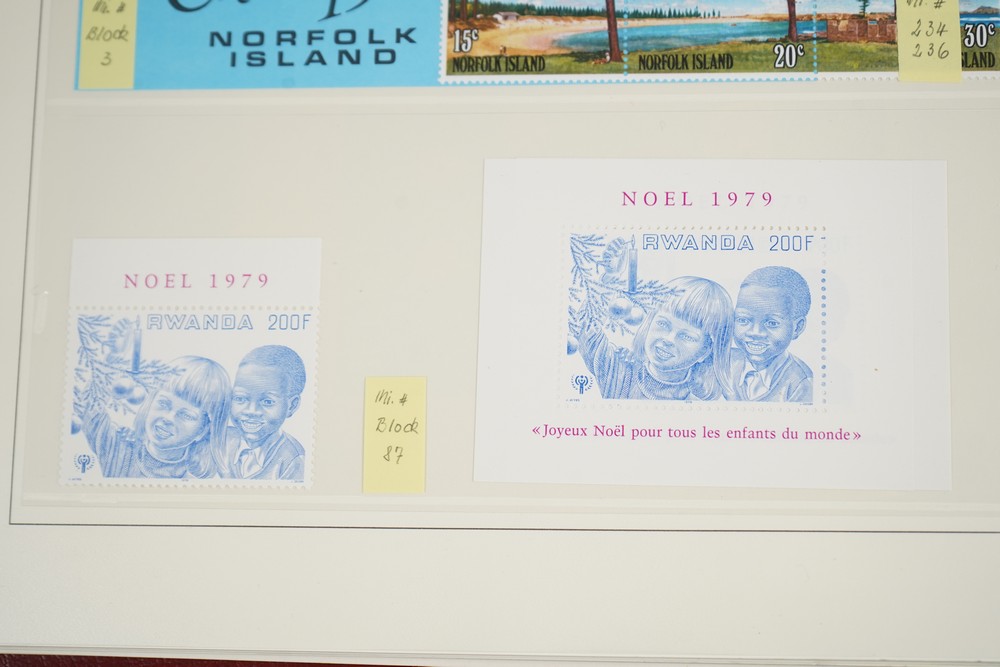 Mi. #
Block
3
NORFOLK
ISLAND
15c
NORFOLK ISLAND
NORFOLK ISLAND
20c
Mi. #
234
236
30c
LAND
NOEL 1979
RWANDA 200F
Mi. #
Block
87
NOEL 1979
RWANDA 200F
«Joyeux Noël pour tous les enfants du monde»